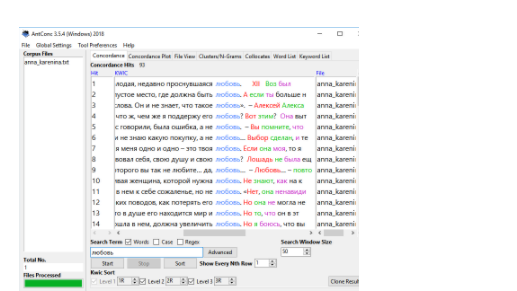 AntConc 3.5.4 (Windows) 2018
File Global Settings Tool Preferences Help
Corpus Files
anna_karenina.txt
Concordance Concordance Plot File View Clusters/N-Grams Collocates Word List Keyword List
Concordance Hits 93
Hit KWIC File
1 лодая, недавно проснувшаяся любовь. XII Воз был anna_kareni
2 пустое место, где должна быть любовь. А если ты больше н anna_kareni
3 слова. Он и не знает, что такое любовь». – Алексей Алекса anna_kareni
4 что ж, чем же я поддержу его любовь? Вот этим? Она выт anna_kareni
5 с говорили, была ошибка, а не любовь. – Вы помните, что anna_kareni
6 и не знаю какую покупку, а не любовь... Выбор сделан, и те anna_kareni
7 я меня одно и одно – это твоя любовь. Если она моя, то я anna_kareni
8 вовал себя, свою душу и свою любовь? Лошадь не была ещ anna_kareni
9 оторого вы так не любите... да, любовь... – Любовь... – повто anna_kareni
10 мая женщина, которой нужна любовь. Не знают, как на к anna_kareni
11 в нем к себе сожаленье, но не любовь. «Нет, она ненавиди anna_kareni
12 ких поводов, как потерять его любовь. Но она не могла не anna_kareni
13 то в душе его находится мир и любовь. Но то, что он в эт anna_kareni
14 ошла в нем, должна увеличить любовь. Но я боюсь, что вы anna_kareni
Search Term Words Case Regex Search Window Size
любовь Advanced 50
Start Stop Sort Show Every Nth Row 1
Kwic Sort
Level 1 1R Level 2 2R Level 3 3R Clone Result
Total No.
1
Files Processed